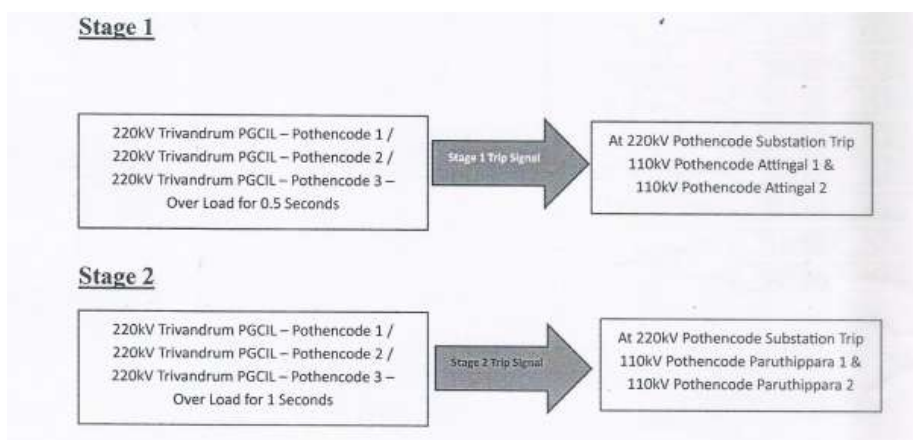 Stage 1
220kV Trivandrum PGCIL – Pothencode 1 /
220kV Trivandrum PGCIL – Pothencode 2 /
220kV Trivandrum PGCIL – Pothencode 3 –
Over Load for 0.5 Seconds
Stage 1 Trip Signal
At 220kV Pothencode Substation Trip
110kV Pothencode Attingal 1 &
110kV Pothencode Attingal 2
Stage 2
220kV Trivandrum PGCIL – Pothencode 1 /
220kV Trivandrum PGCIL – Pothencode 2 /
220kV Trivandrum PGCIL – Pothencode 3 –
Over Load for 1 Seconds
Stage 2 Trip Signal
At 220kV Pothencode Substation Trip
110kV Pothencode Paruthippara 1 &
110kV Pothencode Paruthippara 2